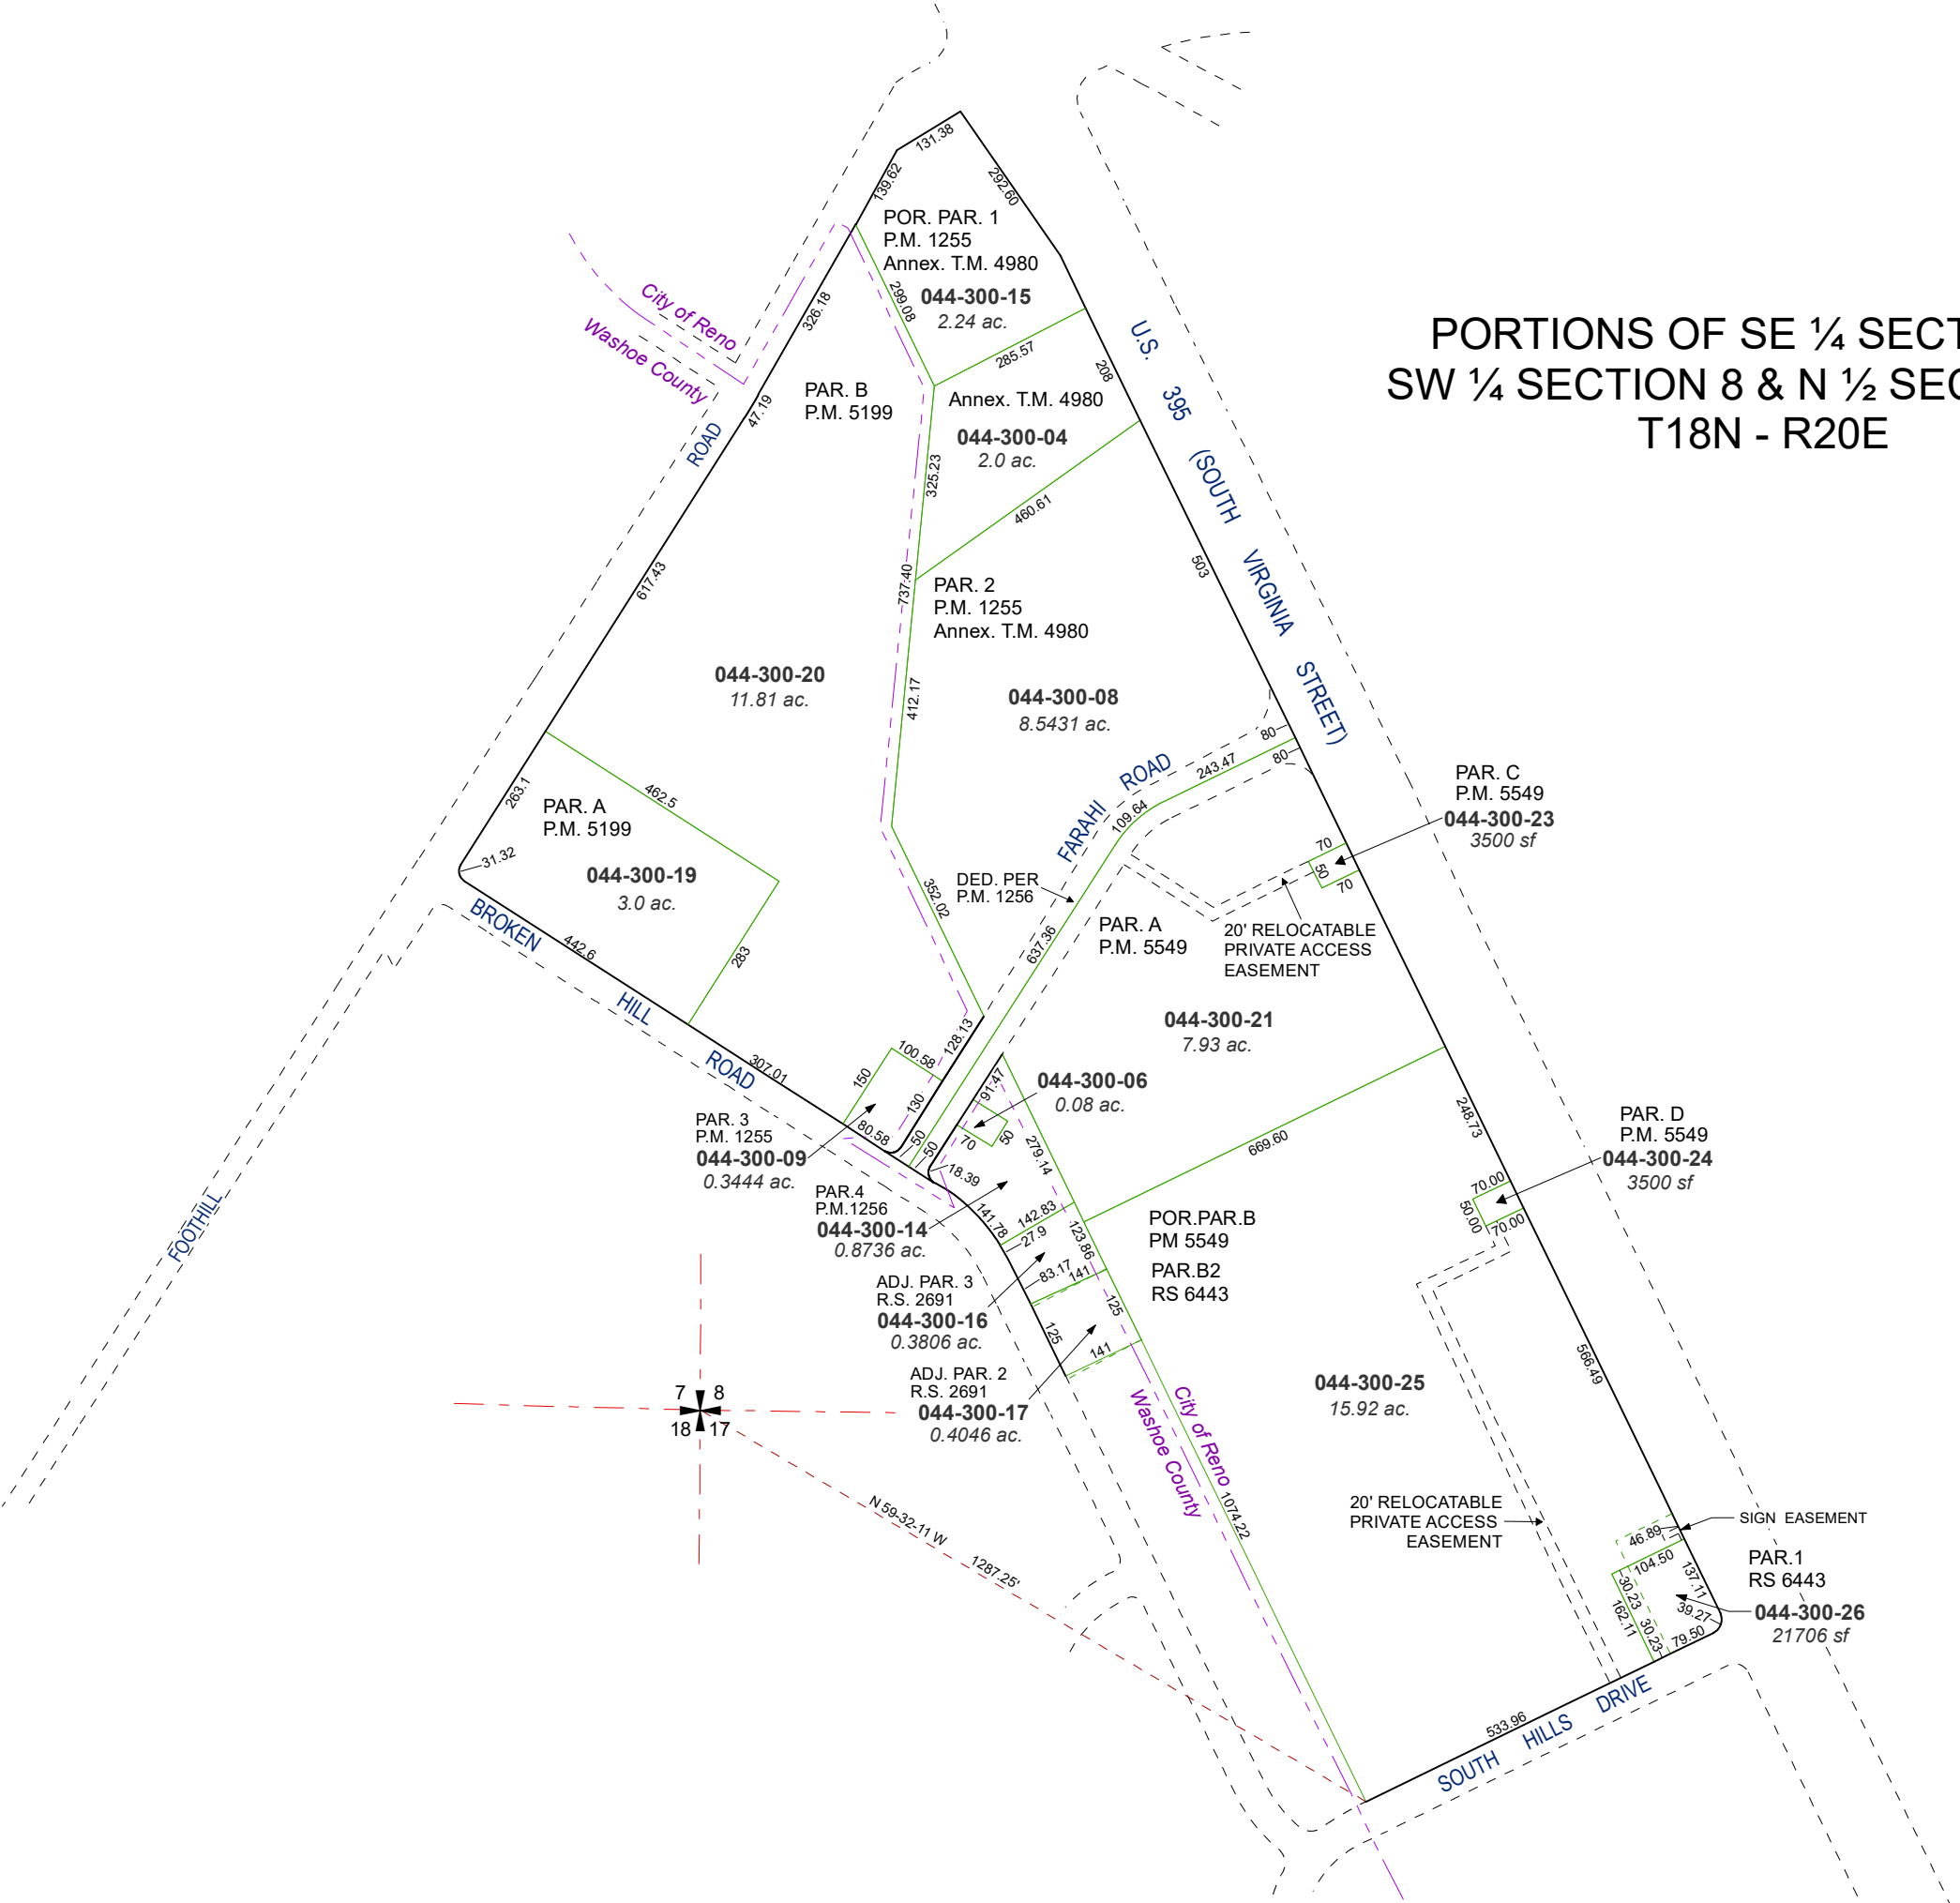 131.38
139.62
292.60
POR. PAR. 1
P.M. 1255
Annex. T.M. 4980
044-300-15
2.24 ac.
299.08
326.18
City of Reno
Washoe County
285.57
208
U.S. 395 (SOUTH VIRGINIA STREET)
PORTIONS OF SE ¼ SECT
SW ¼ SECTION 8 & N ½ SEC
T18N - R20E
PAR. B
P.M. 5199
47.19
ROAD
Annex. T.M. 4980
044-300-04
2.0 ac.
325.23
460.61
503
617.43
737.40
PAR. 2
P.M. 1255
Annex. T.M. 4980
044-300-20
11.81 ac.
412.17
044-300-08
8.5431 ac.
80
80
243.47
FARAHI ROAD
109.64
263.1
462.5
PAR. A
P.M. 5199
31.32
044-300-19
3.0 ac.
PAR. C
P.M. 5549
044-300-23
3500 sf
70
50
70
352.02
DED. PER
P.M. 1256
637.36
PAR. A
P.M. 5549
20' RELOCATABLE
PRIVATE ACCESS
EASEMENT
BROKEN HILL ROAD
442.6
283
044-300-21
7.93 ac.
128.13
100.58
150
307.01
130
80.58
50
50
91.47
044-300-06
0.08 ac.
70
50
PAR. 3
P.M. 1255
044-300-09
0.3444 ac.
18.39
279.14
669.60
248.73
PAR. D
P.M. 5549
044-300-24
3500 sf
70.00
50.00
70.00
FOOTHILL
PAR.4
P.M.1256
044-300-14
0.8736 ac.
141.78
142.83
27.9
123.86
POR.PAR.B
PM 5549
PAR.B2
RS 6443
83.17
141
ADJ. PAR. 3
R.S. 2691
044-300-16
0.3806 ac.
125
125
141
ADJ. PAR. 2
R.S. 2691
044-300-17
0.4046 ac.
566.49
7 8
18 17
044-300-25
15.92 ac.
City of Reno
Washoe County
1074.22
N 59-32-11 W 1287.25'
20' RELOCATABLE
PRIVATE ACCESS
EASEMENT
SIGN EASEMENT
46.89
104.50
137.11
PAR.1
RS 6443
30.23
162.11
30.23
39.27
79.50
044-300-26
21706 sf
533.96
SOUTH HILLS DRIVE